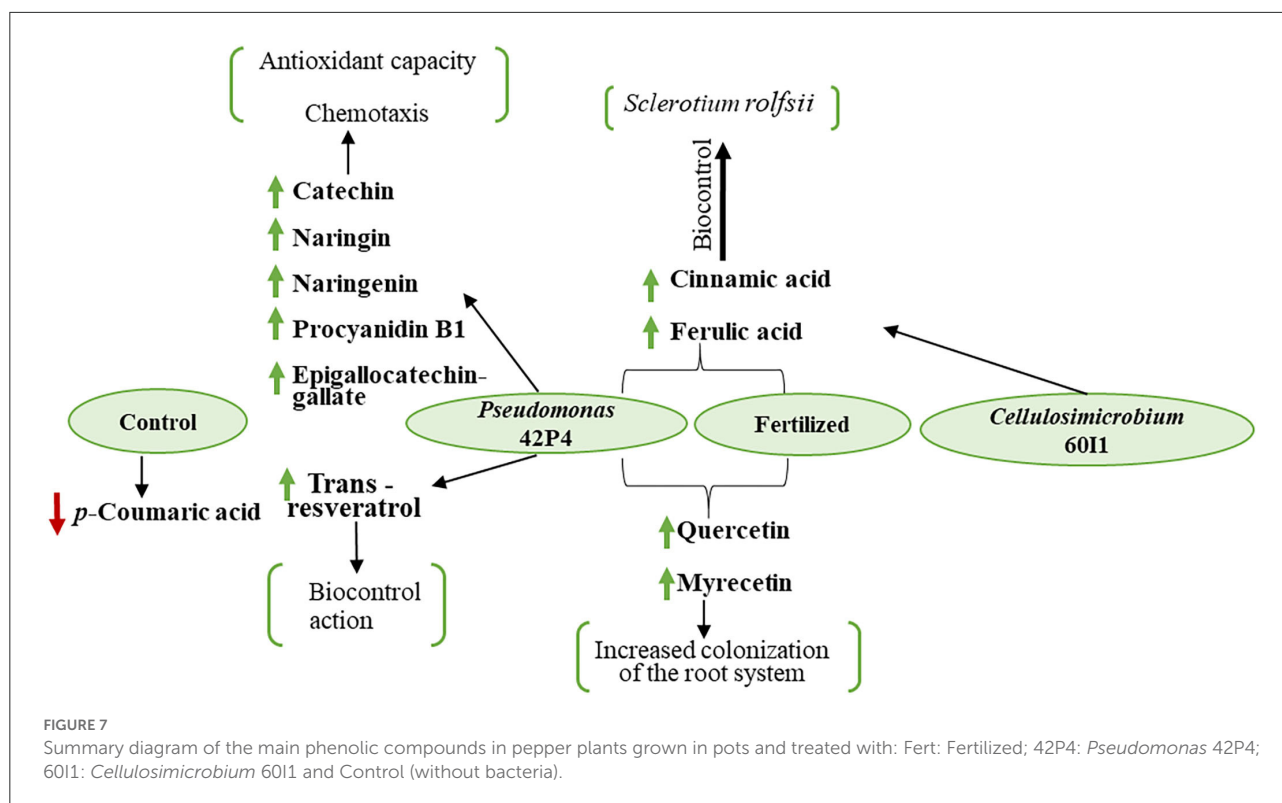 Antioxidant capacity
Chemotaxis
Catechin
Naringin
Naringenin
Procyanidin B1
Epigallocatechin-
gallate
Sclerotium rolfsii
Biocontrol
Cinnamic acid
Ferulic acid
Control
Pseudomonas
42P4
Fertilized
Cellulosimicrobium
60I1
p-Coumaric acid
Trans -
resveratrol
Biocontrol
action
Quercetin
Myrecetin
Increased colonization
of the root system
FIGURE 7
Summary diagram of the main phenolic compounds in pepper plants grown in pots and treated with: Fert: Fertilized; 42P4: Pseudomonas 42P4;
60I1: Cellulosimicrobium 60I1 and Control (without bacteria).